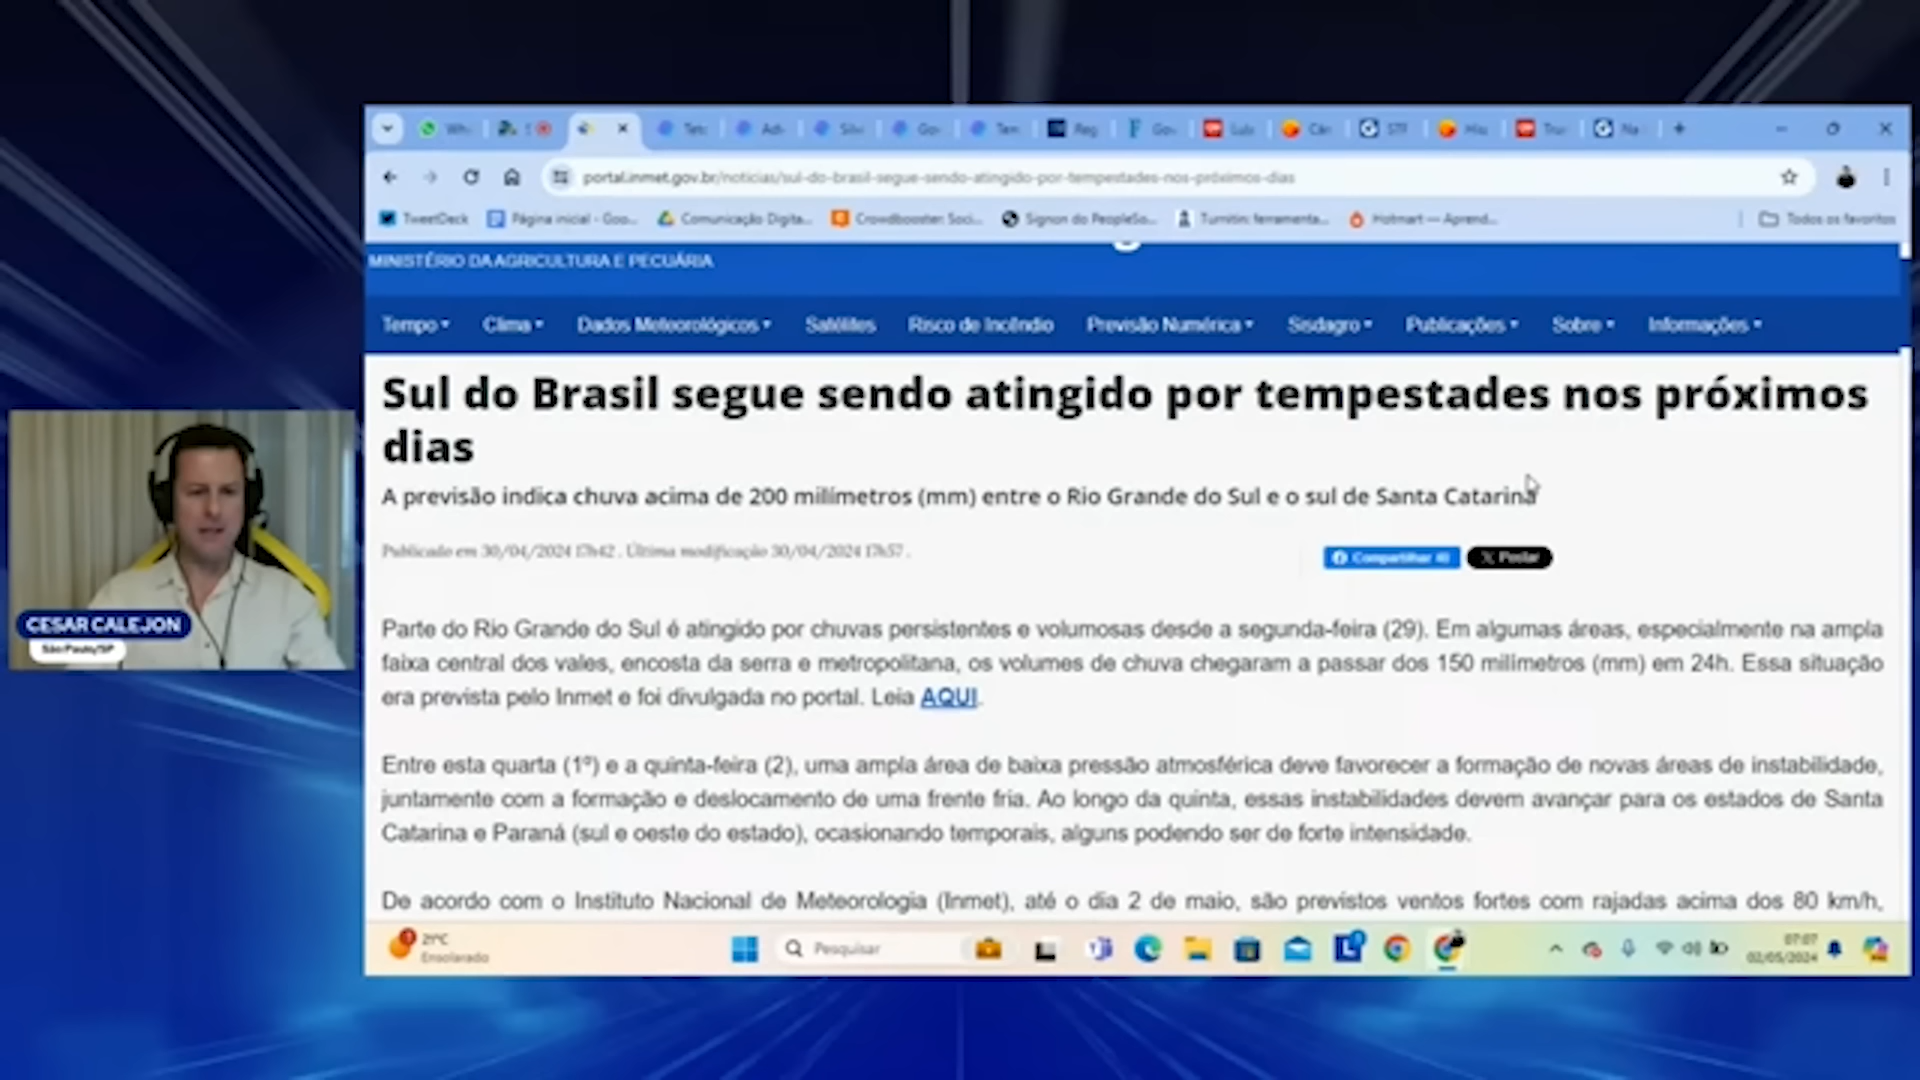 portal.inmet.gov.br/noticias/sul-do-brasil-segue-sendo-atingido-por-tempestades-nos-próximos-dias
TweetDeck Página inicial - Goo... Comunicação Digita... Crowdbooster: Soci... Signon do PeopleSo... Turnitin: ferramenta... Hotmart — Aprend... Todos os favoritos
MINISTÉRIO DA AGRICULTURA E PECUÁRIA
Tempo Clima Dados Meteorológicos Satélites Risco de Incêndio Previsão Numérica Sisdagro Publicações Sobre Informações
Sul do Brasil segue sendo atingido por tempestades nos próximos
dias
A previsão indica chuva acima de 200 milímetros (mm) entre o Rio Grande do Sul e o sul de Santa Catarina
Publicado em 30/04/2024 17h42 . Última modificação 30/04/2024 17h57 .
Compartilhar Postar
Parte do Rio Grande do Sul é atingido por chuvas persistentes e volumosas desde a segunda-feira (29). Em algumas áreas, especialmente na ampla
faixa central dos vales, encosta da serra e metropolitana, os volumes de chuva chegaram a passar dos 150 milímetros (mm) em 24h. Essa situação
era prevista pelo Inmet e foi divulgada no portal. Leia AQUI.
Entre esta quarta (1º) e a quinta-feira (2), uma ampla área de baixa pressão atmosférica deve favorecer a formação de novas áreas de instabilidade,
juntamente com a formação e deslocamento de uma frente fria. Ao longo da quinta, essas instabilidades devem avançar para os estados de Santa
Catarina e Paraná (sul e oeste do estado), ocasionando temporais, alguns podendo ser de forte intensidade.
De acordo com o Instituto Nacional de Meteorologia (Inmet), até o dia 2 de maio, são previstos ventos fortes com rajadas acima dos 80 km/h,
CESAR CALEJON
São Paulo/SP
21°C
Ensolarado
Pesquisar
07:07
02/05/2024